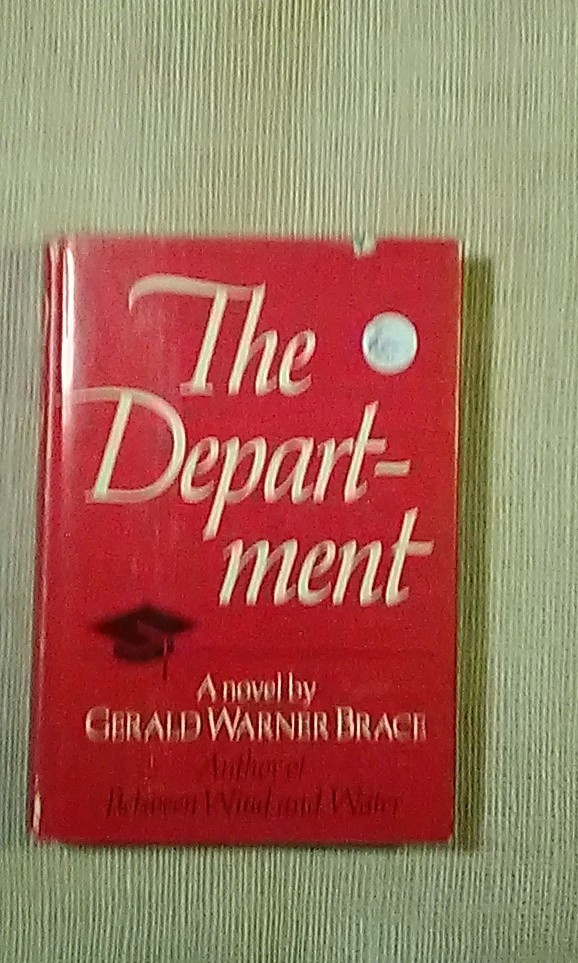 The
Depart-
ment
A novel by
GERALD WARNER BRACE
Author of
Between Wind and Water